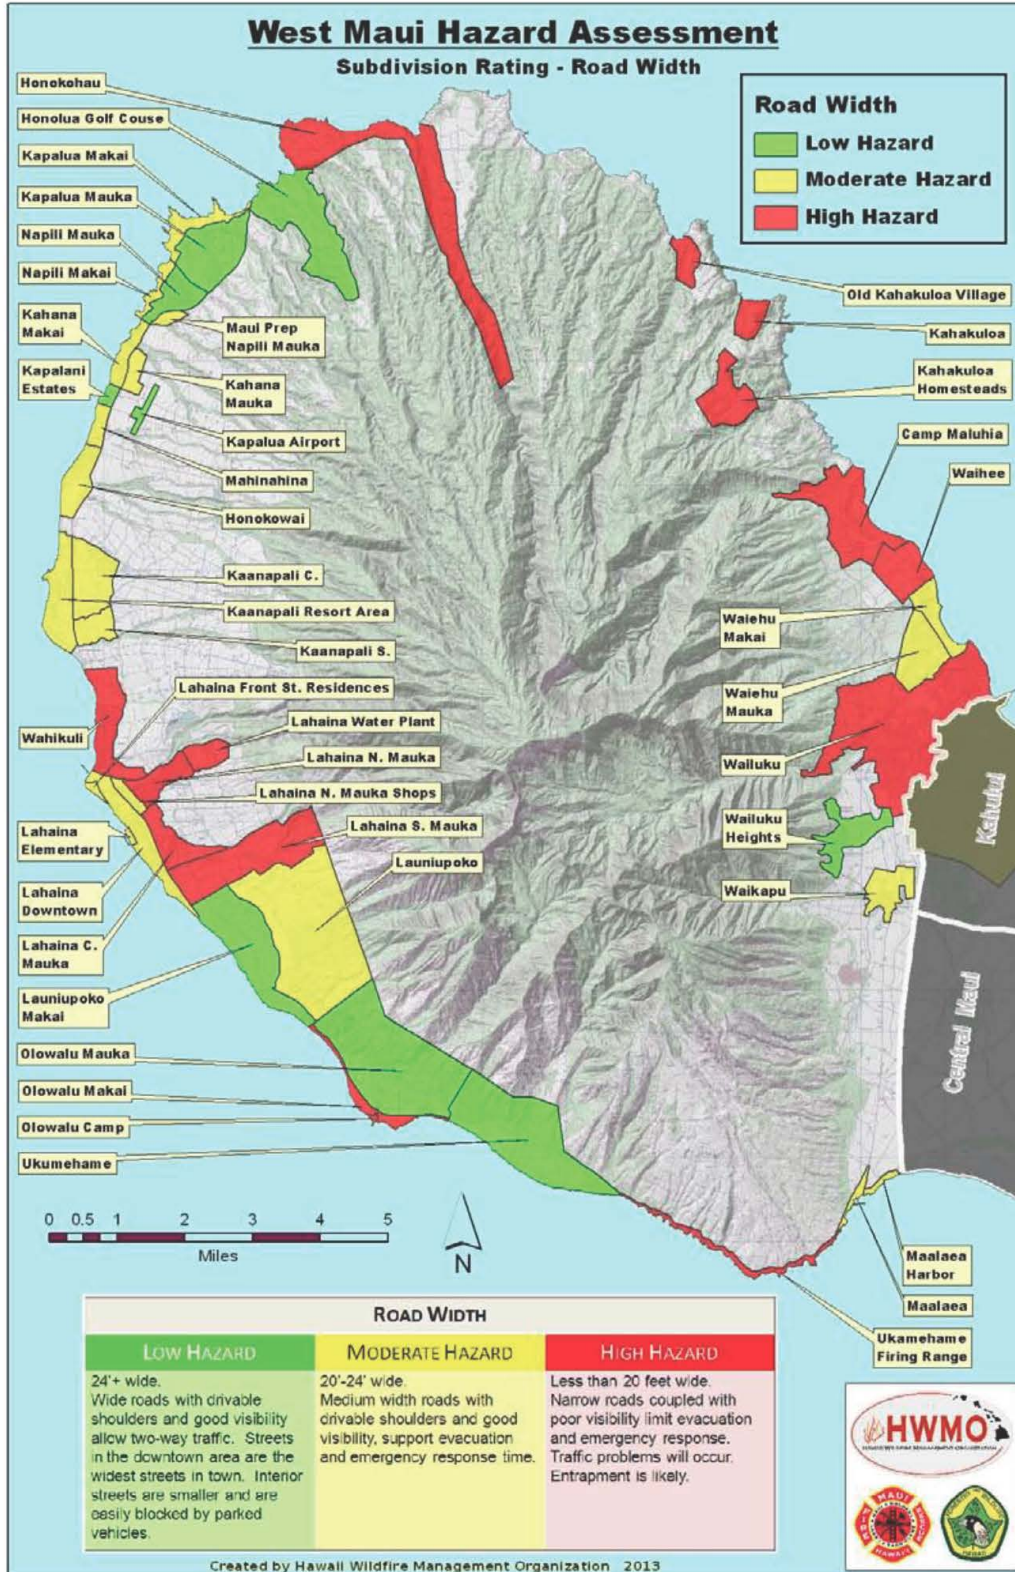 West Maui Hazard Assessment
Subdivision Rating - Road Width
Road Width
Low Hazard
Moderate Hazard
High Hazard
Honokohau
Honolua Golf Couse
Kapalua Makai
Kapalua Mauka
Napili Mauka
Napili Makai
Kahana
Makai
Kapalani
Estates
Maui Prep
Napili Mauka
Kahana
Mauka
Kapalua Airport
Mahinahina
Honokowai
Kaanapali C.
Kaanapali Resort Area
Kaanapali S.
Lahaina Front St. Residences
Lahaina Water Plant
Wahikuli
Lahaina N. Mauka
Lahaina N. Mauka Shops
Lahaina S. Mauka
Launiupoko
Lahaina
Elementary
Lahaina
Downtown
Lahaina C.
Mauka
Launiupoko
Makai
Olowalu Mauka
Olowalu Makai
Olowalu Camp
Ukumehame
Old Kahakuloa Village
Kahakuloa
Kahakuloa
Homesteads
Camp Maluhia
Waihee
Waiehu
Makai
Waiehu
Mauka
Wailuku
Wailuku
Heights
Waikapu
Kahului
Central Maui
Maalaea
Harbor
Maalaea
Ukamehame
Firing Range
0 0.5 1 2 3 4 5
Miles
N
ROAD WIDTH
LOW HAZARD
MODERATE HAZARD
HIGH HAZARD
24'+ wide.
Wide roads with drivable
shoulders and good visibility
allow two-way traffic. Streets
in the downtown area are the
widest streets in town. Interior
streets are smaller and are
easily blocked by parked
vehicles.
20'-24' wide.
Medium width roads with
drivable shoulders and good
visibility, support evacuation
and emergency response time.
Less than 20 feet wide.
Narrow roads coupled with
poor visibility limit evacuation
and emergency response.
Traffic problems will occur.
Entrapment is likely.
HWMO
MAUI
FIRE
HAWAII
Created by Hawaii Wildfire Management Organization 2013